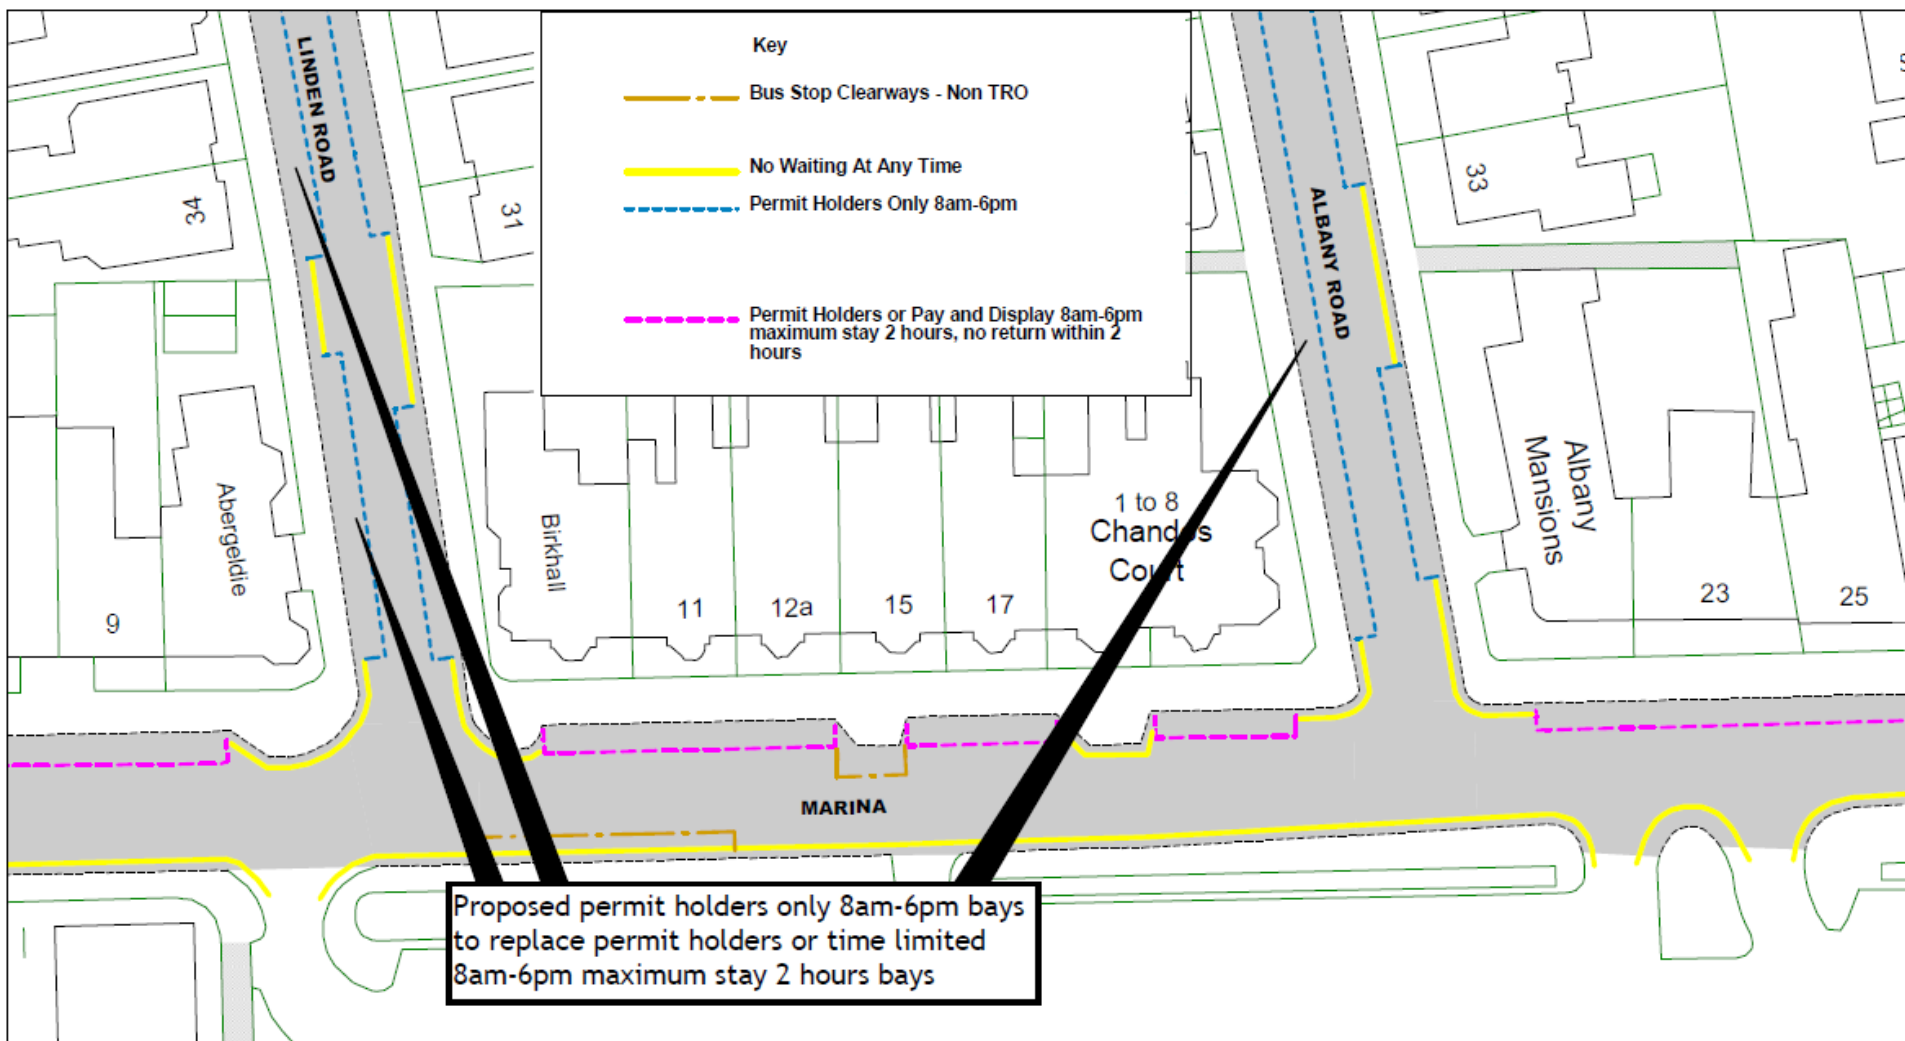 Key
Bus Stop Clearways - Non TRO
No Waiting At Any Time
Permit Holders Only 8am-6pm
Permit Holders or Pay and Display 8am-6pm
maximum stay 2 hours, no return within 2
hours
LINDEN ROAD
ALBANY ROAD
34
31
33
Abergeldie
Birkhall
9
11
12a
15
17
1 to 8
Chandos
Court
Albany
Mansions
23
25
MARINA
Proposed permit holders only 8am-6pm bays
to replace permit holders or time limited
8am-6pm maximum stay 2 hours bays